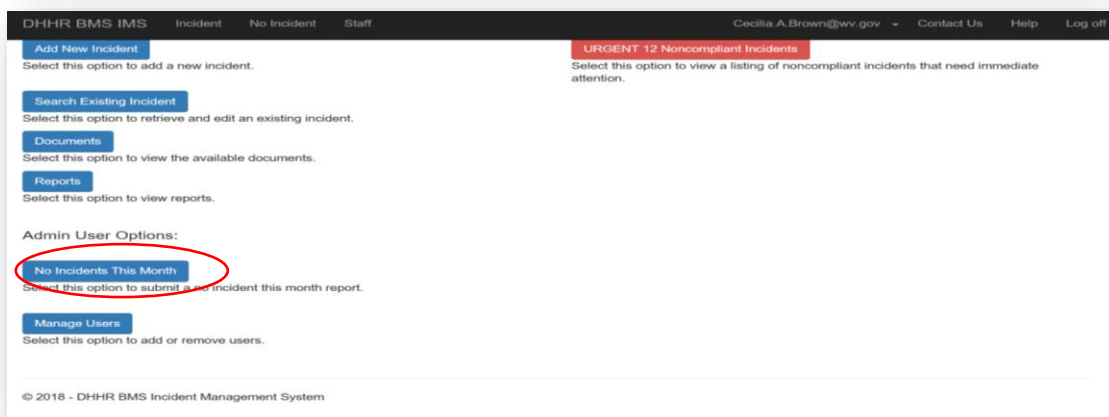 DHHR BMS IMS Incident No Incident Staff Cecilia.A.Brown@wv.gov Contact Us Help Log off
Add New Incident
Select this option to add a new incident.
URGENT 12 Noncompliant Incidents
Select this option to view a listing of noncompliant incidents that need immediate
attention.
Search Existing Incident
Select this option to retrieve and edit an existing incident.
Documents
Select this option to view the available documents.
Reports
Select this option to view reports.
Admin User Options:
No Incidents This Month
Select this option to submit a no incident this month report.
Manage Users
Select this option to add or remove users.
© 2018 - DHHR BMS Incident Management System